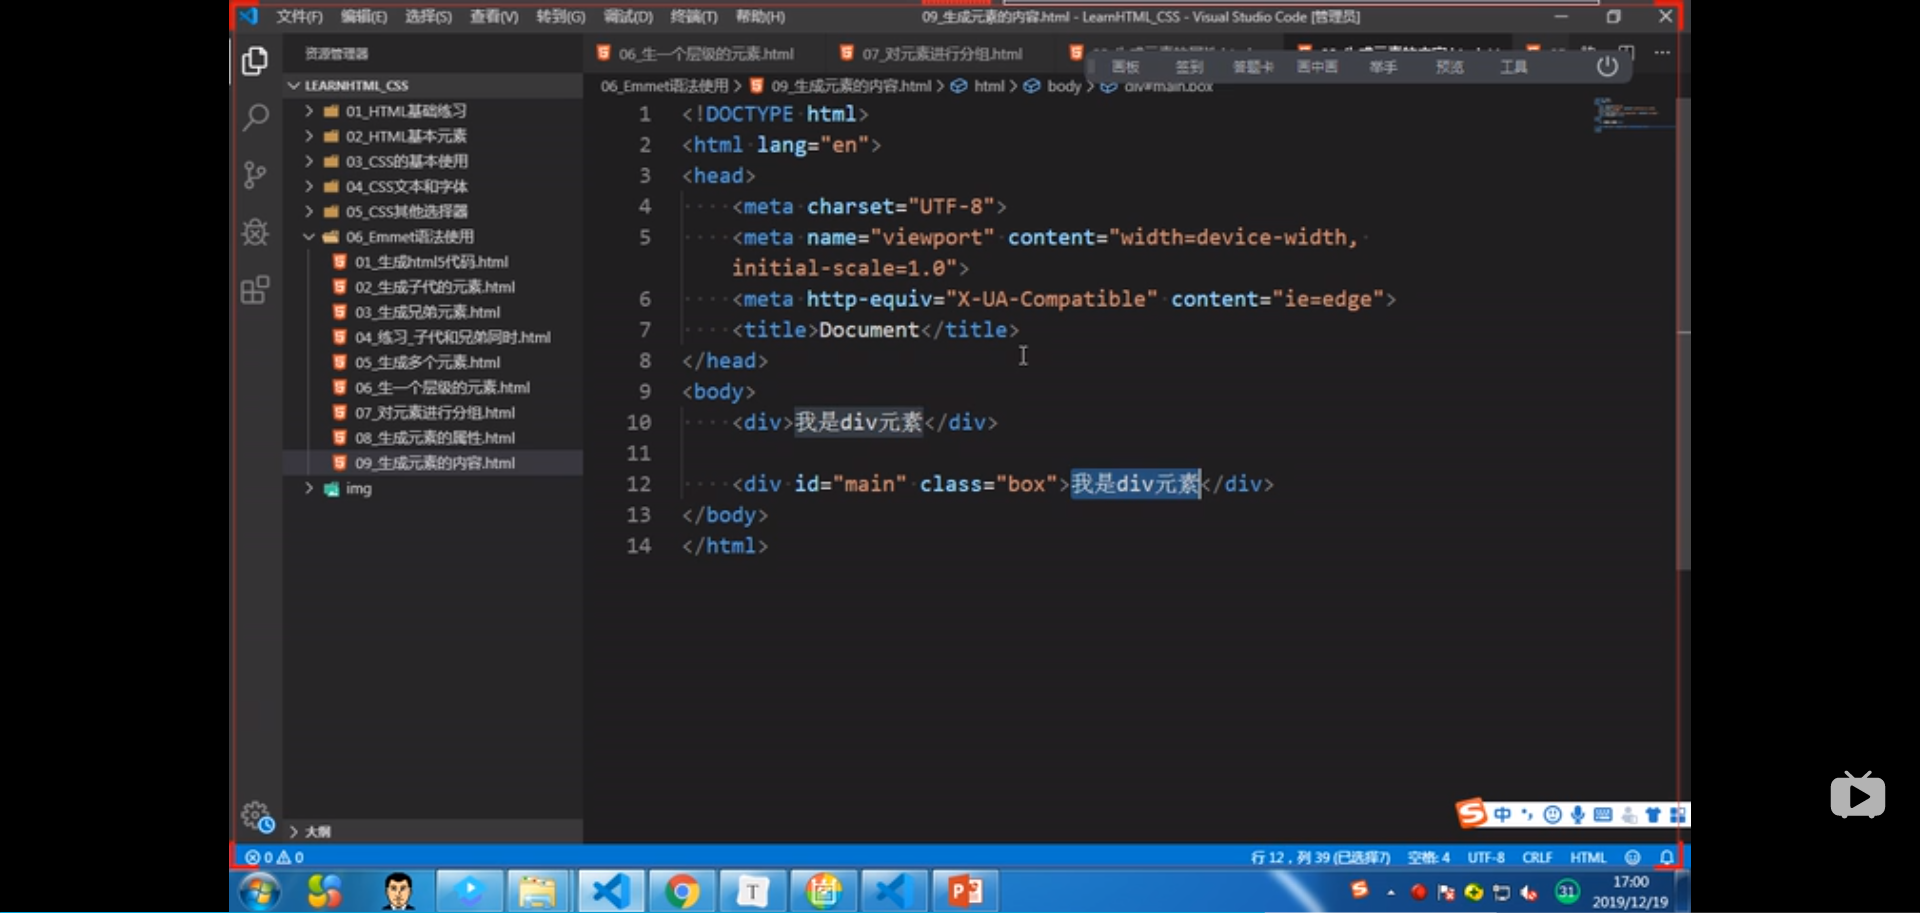 文件(F) 编辑(E) 选择(S) 查看(V) 转到(G) 调试(D) 终端(T) 帮助(H) 09_生成元素的内容.html - LearnHTML_CSS - Visual Studio Code [管理员]
资源管理器
06_生一个层级的元素.html 07_对元素进行分组.html
画板 签到 答题卡 画中画 举手 预览 工具
06_Emmet语法使用 > 09_生成元素的内容.html > html > body > div#main.box
LEARNHTML_CSS
01_HTML基础练习
02_HTML基本元素
03_CSS的基本使用
04_CSS文本和字体
05_CSS其他选择器
06_Emmet语法使用
01_生成html5代码.html
02_生成子代的元素.html
03_生成兄弟元素.html
04_练习_子代和兄弟同时.html
05_生成多个元素.html
06_生一个层级的元素.html
07_对元素进行分组.html
08_生成元素的属性.html
09_生成元素的内容.html
img
大纲
1 <!DOCTYPE html>
2 <html lang="en">
3 <head>
4 <meta charset="UTF-8">
5 <meta name="viewport" content="width=device-width,
initial-scale=1.0">
6 <meta http-equiv="X-UA-Compatible" content="ie=edge">
7 <title>Document</title>
8 </head>
9 <body>
10 <div>我是div元素</div>
11
12 <div id="main" class="box">我是div元素</div>
13 </body>
14 </html>
中
0 0 行 12，列 39 (已选择7) 空格: 4 UTF-8 CRLF HTML
31 17:00
2019/12/19